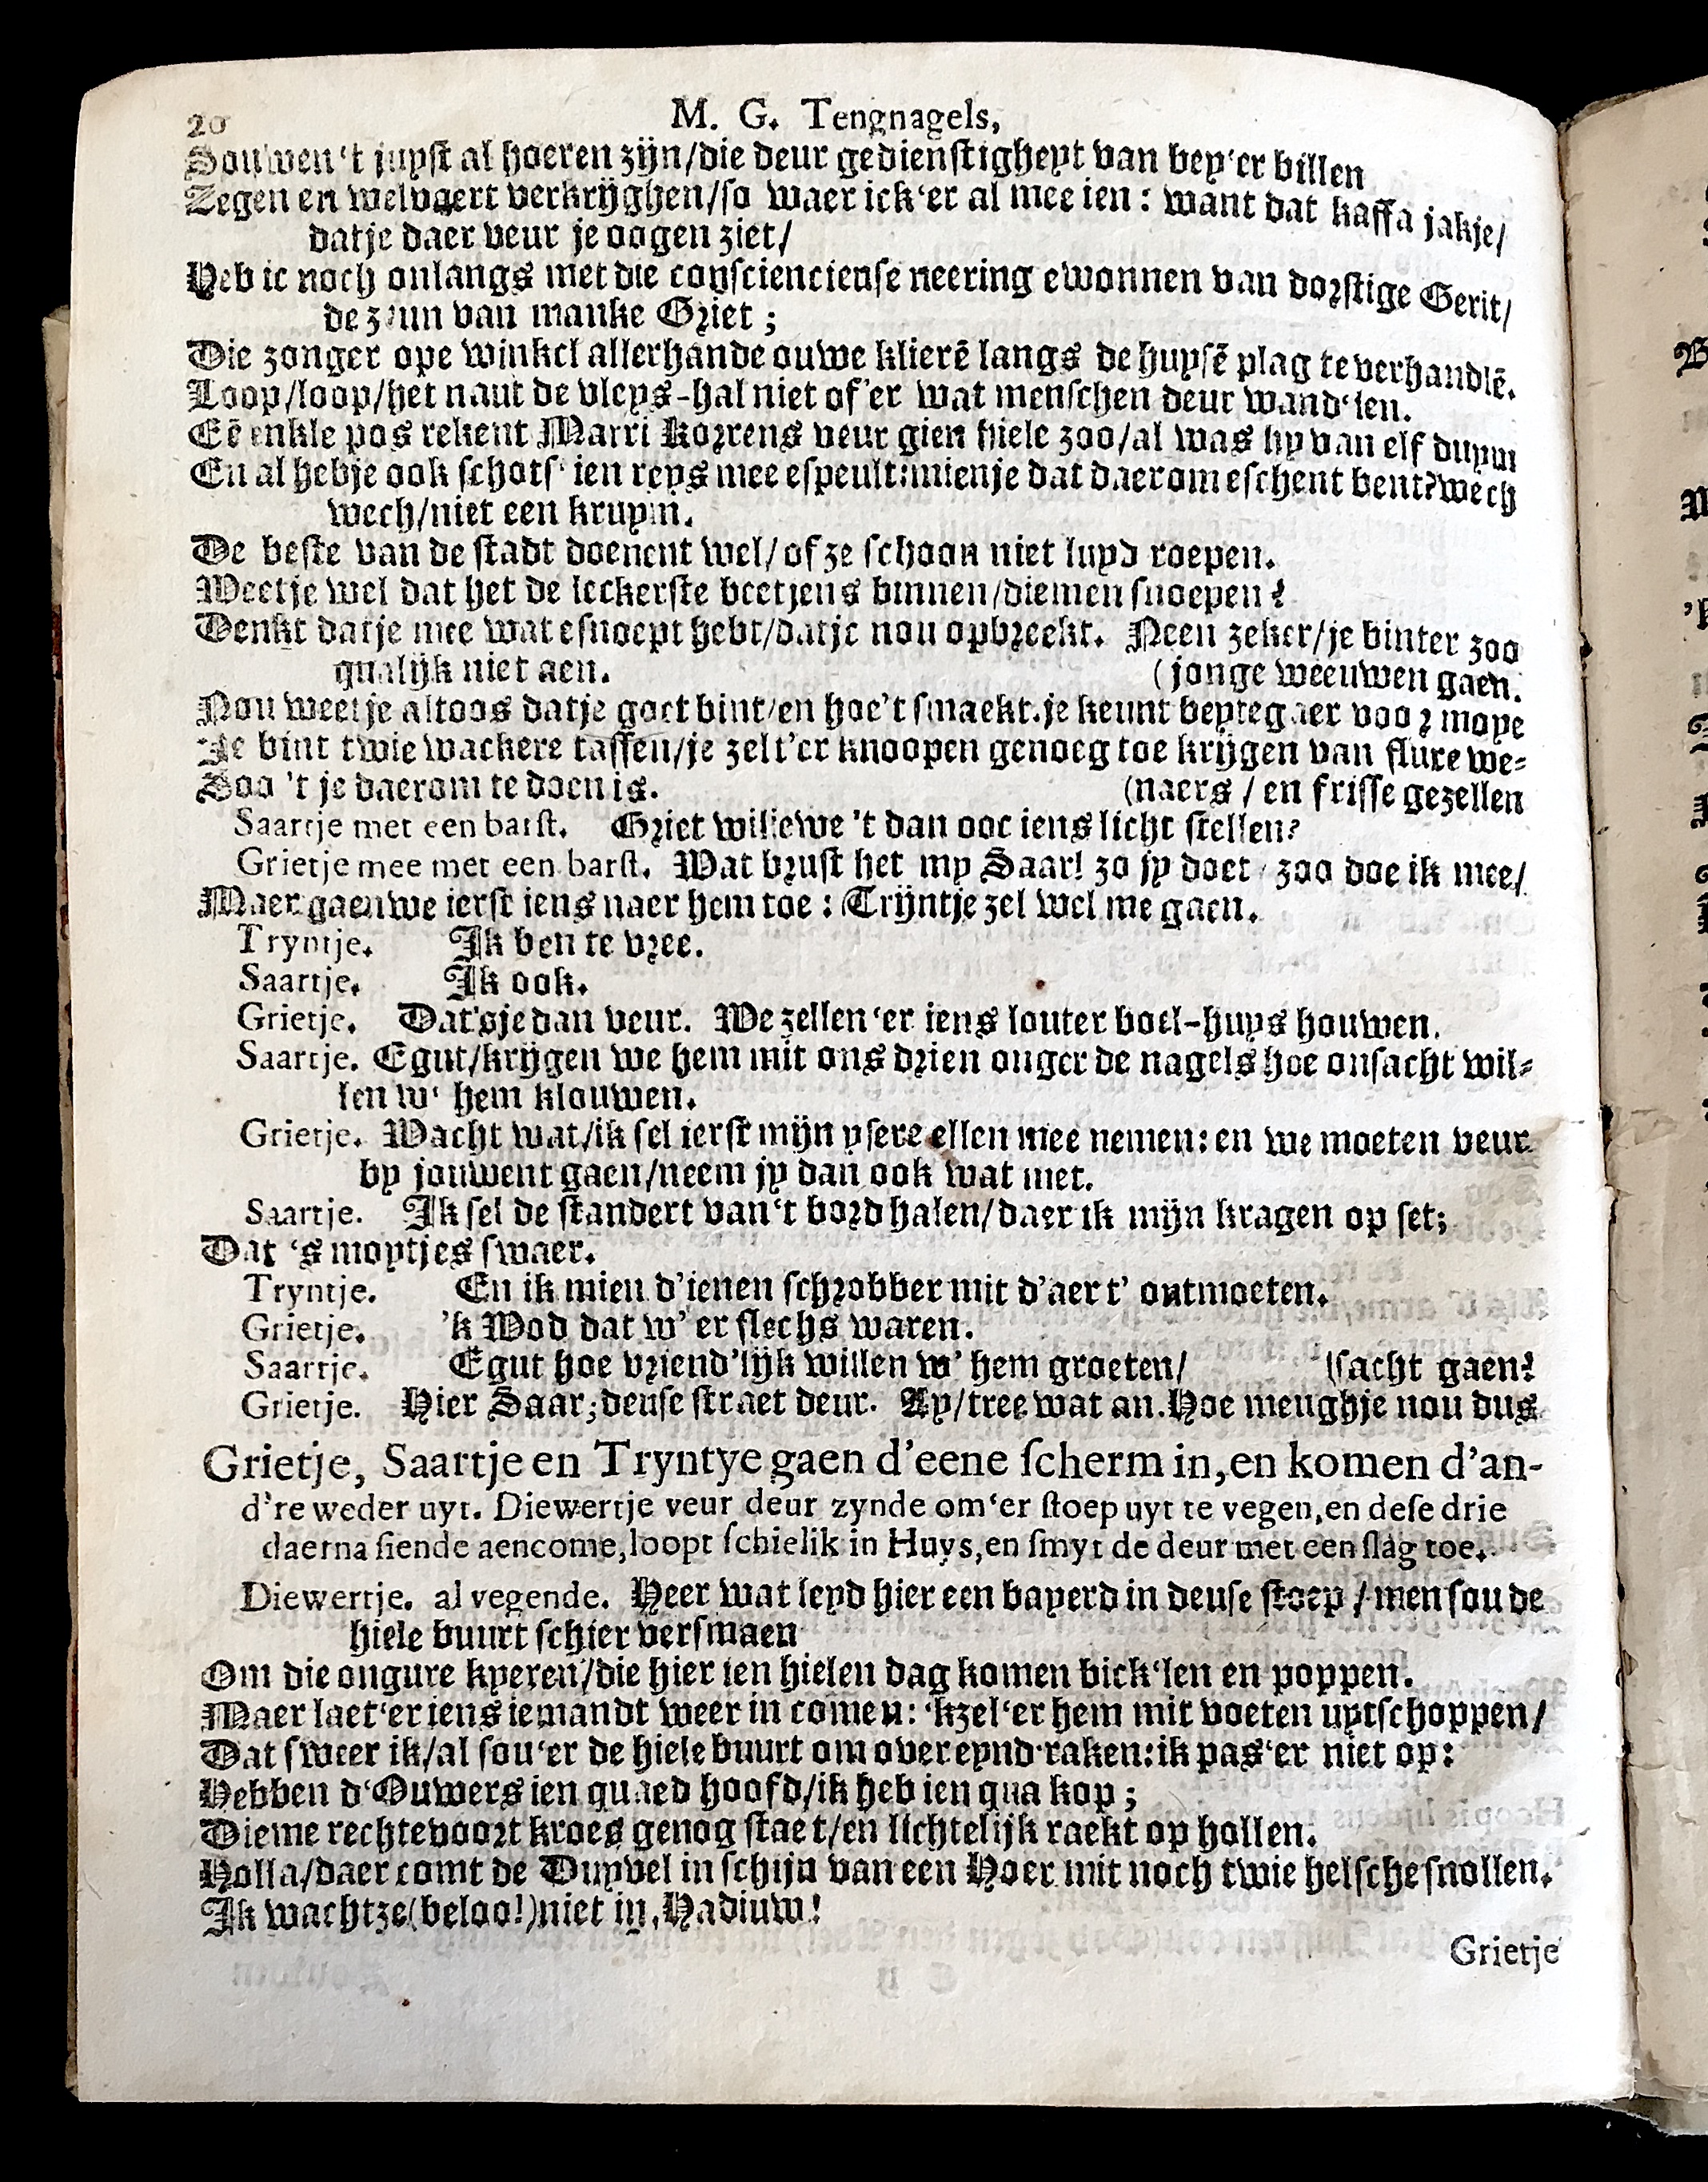 20
M. G. Tengnagels,
Souwen 't juyst al hoeren zijn/die deur gedienstigheyt van bey'er billen
Zegen en welvaert verkrijghen/so waer ick 'er al mee ien : want dat kaffa jakje/
datje daer veur je oogen ziet/
Heb ic noch onlangs met die conscienciense neering ewonnen van dorstige Gerit/
de zeun van manke Griet ;
Die zonger ope winkel allerhande ouwe klierē langs de huysē plag te verhandlē.
Loop/loop/het naut de vleys-hal niet of 'er wat menschen deur wand'len.
Eē enkle pos rekent Marri Korrens veur gien hiele zoo/al was hy van elf duym
En al hebje ook schots' ien reys mee espeult: mienje dat daerom eschent bent? wech
wech/niet een kruym.
De beste van de stadt doenent wel/ of ze schoon niet luyd roepen.
Weetje wel dat het de leckerste beetjens binnen/diemen snoepen?
Denkt datje mee wat esnoept hebt/datje nou opbreekt. Neen zeker/je binter zoo
qualijk niet aen. (jonge weeuwen gaen.
Nou weetje altoos datje goet bint/en hoe't smaekt. je keunt beytegaer voor moye
Je bint twie wackere taffen/je zelt'er knoopen genoeg toe krijgen van flure we-
Soo 't je daerom te doen is. (naers / en frisse gezellen
Saartje met een barst. Griet willewe 't dan ooc iens licht stellen?
Grietje mee met een barst. Wat brust het my Saar! zo jy doet / zoo doe ik mee/
Maer gaenwe ierst iens naer hem toe : Trijntje zel wel me gaen.
Tryntje. Ik ben te vree.
Saartje. Ik ook.
Grietje. Dat'sje dan veur. We zellen 'er iens louter boel-huys houwen.
Saartje. Egut/krijgen we hem mit ons drien onger de nagels hoe onsacht wil-
len w' hem klouwen.
Grietje. Wacht wat/ik sel ierst mijn ysere ellen mee nemen: en we moeten veur
by jouwent gaen/neem jy dan ook wat met.
Saartje. Ik sel de standert van 't bord halen/daer ik mijn kragen op set;
Dat 's moytjes swaer.
Tryntje. En ik mien d'ienen schrobber mit d'aer t' ontmoeten.
Grietje. 'k Wod dat w' er flechs waren.
Saartje. Egut hoe vriend'lijk willen w' hem groeten/ (sacht gaen?
Grietje. Hier Saar; deuse straet deur. Ay/tree wat an. Hoe meughje nou dus
Grietje, Saartje en Tryntye gaen d'eene scherm in, en komen d'an-
d're weder uyt. Diewertje veur deur zynde om 'er stoep uyt te vegen, en dese drie
daerna siende aencome, loopt schielik in Huys, en smyt de deur met een slag toe.
Diewertje. al vegende. Heer wat leyd hier een bayerd in deuse stoep / men sou de
hiele buurt schier versmaen
Om die ongure kyeren/die hier ien hielen dag komen bick'len en poppen.
Maer laet 'er iens iemandt weer in comen: 'kzel 'er hem mit voeten uytschoppen/
Dat sweer ik/al sou 'er de hiele buurt om over eynd raken: ik pas 'er niet op:
Hebben d'Ouwers ien quaed hoofd/ik heb ien qua kop ;
Dieme rechtevoort kroes genog staet/en lichtelijk raekt op hollen.
Holla/daer comt de Duyvel in schijn van een Hoer mit noch twie helsche snollen.
Ik wachtze(beloo!)niet in, Hadiuw!
Grietje